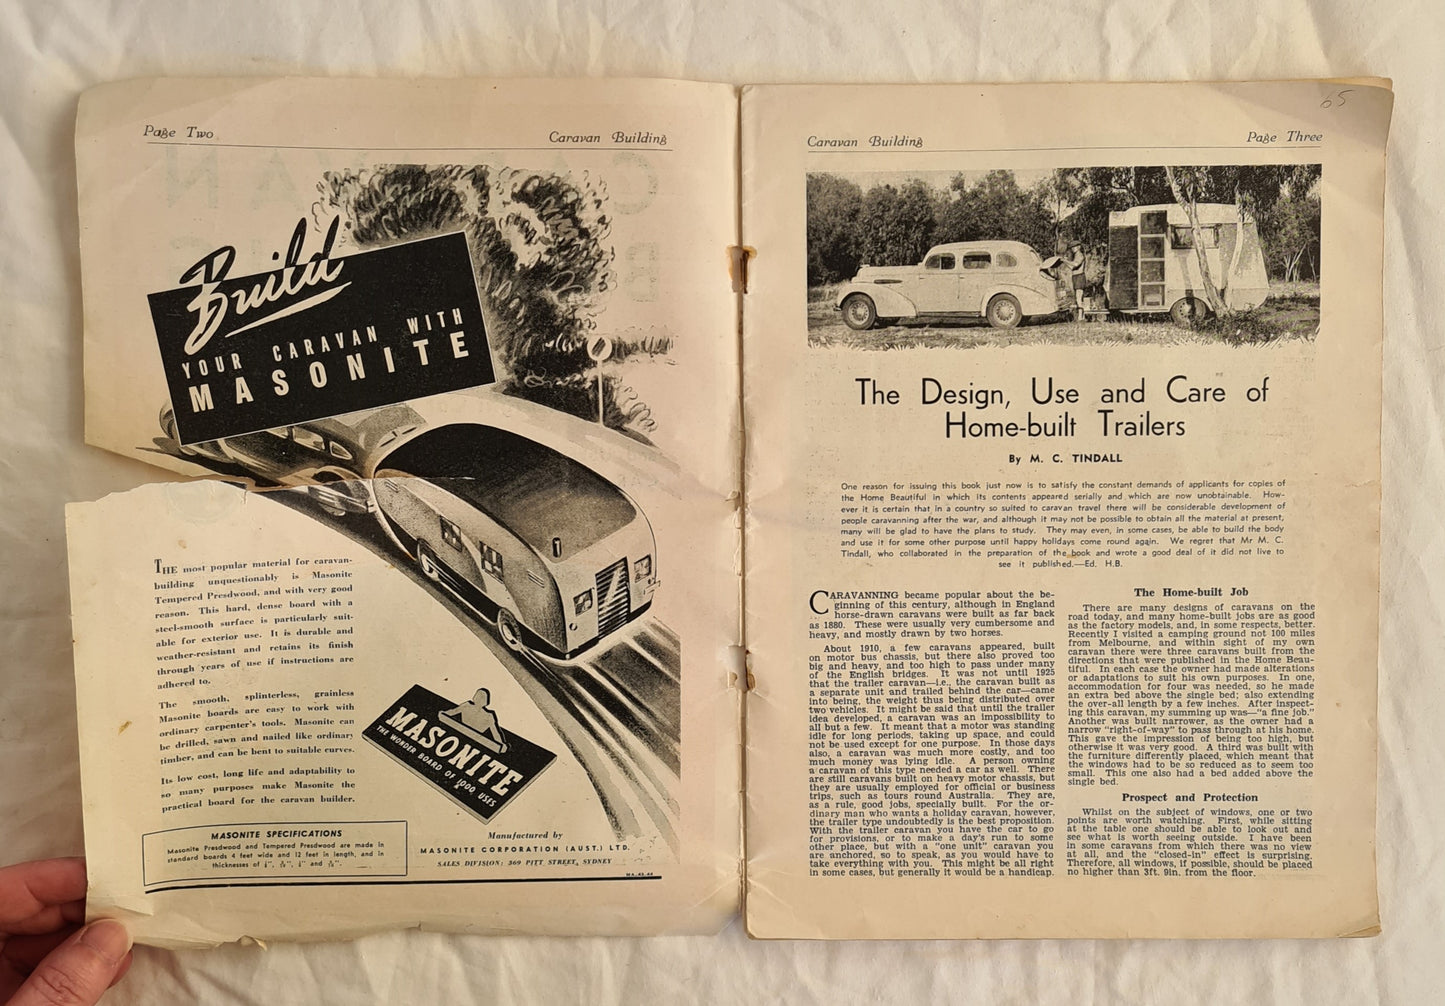 Page Two
Caravan Building
Build
YOUR CARAVAN WITH
MASONITE
THE most popular material for caravan-
building unquestionably is Masonite
Tempered Presdwood, and with very good
reason. This hard, dense board with a
steel-smooth surface is particularly suit-
able for exterior use. It is durable and
weather-resistant and retains its finish
through years of use if instructions are
adhered to.
The smooth, splinterless, grainless
Masonite boards are easy to work with
ordinary carpenter's tools. Masonite can
be drilled, sawn and nailed like ordinary
timber, and can be bent to suitable curves.
Its low cost, long life and adaptability to
so many purposes make Masonite the
practical board for the caravan builder.
MASONITE
THE WONDER BOARD OF 1000 USES
MASONITE SPECIFICATIONS
Masonite Presdwood and Tempered Presdwood are made in
standard boards 4 feet wide and 12 feet in length, and in
thicknesses of
Manufactured by
MASONITE CORPORATION (AUST.) LTD.
SALES DIVISION: 369 PITT STREET, SYDNEY
65
Caravan Building
Page Three
The Design, Use and Care of
Home-built Trailers
By M. C. TINDALL
One reason for issuing this book just now is to satisfy the constant demands of applicants for copies of
the Home Beautiful in which its contents appeared serially and which are now unobtainable. How-
ever it is certain that in a country so suited to caravan travel there will be considerable development of
people caravanning after the war, and although it may not be possible to obtain all the material at present,
many will be glad to have the plans to study. They may even, in some cases, be able to build the body
and use it for some other purpose until happy holidays come round again. We regret that Mr M. C.
Tindall, who collaborated in the preparation of the book and wrote a good deal of it did not live to
see it published.—Ed. H.B.
CARAVANNING became popular about the be-
ginning of this century, although in England
horse-drawn caravans were built as far back
as 1880. These were usually very cumbersome and
heavy, and mostly drawn by two horses.
About 1910, a few caravans appeared, built
on motor bus chassis, but there also proved too
big and heavy, and too high to pass under many
of the English bridges. It was not until 1925
that the trailer caravan—i.e., the caravan built as
a separate unit and trailed behind the car—came
into being, the weight thus being distributed over
two vehicles. It might be said that until the trailer
idea developed, a caravan was an impossibility to
all but a few. It meant that a motor was standing
idle for long periods, taking up space, and could
not be used except for one purpose. In those days
also, a caravan was much more costly, and too
much money was lying idle. A person owning
a caravan of this type needed a car as well. There
are still caravans built on heavy motor chassis, but
they are usually employed for official or business
trips, such as tours round Australia. They are,
as a rule, good jobs, specially built. For the or-
dinary man who wants a holiday caravan, however,
the trailer type undoubtedly is the best proposition.
With the trailer caravan you have the car to go
for provisions, or to make a day's run to some
other place, but with a "one unit" caravan you
are anchored, so to speak, as you would have to
take everything with you. This might be all right
in some cases, but generally it would be a handicap.
The Home-built Job
There are many designs of caravans on the
road today, and many home-built jobs are as good
as the factory models, and, in some respects, better.
Recently I visited a camping ground not 100 miles
from Melbourne, and within sight of my own
caravan there were three caravans built from the
directions that were published in the Home Beau-
tiful. In each case the owner had made alterations
or adaptations to suit his own purposes. In one,
accommodation for four was needed, so he made
an extra bed above the single bed; also extending
the over-all length by a few inches. After inspect-
ing this caravan, my summing up was—"a fine job."
Another was built narrower, as the owner had a
narrow "right-of-way" to pass through at his home.
This gave the impression of being too high, but
otherwise it was very good. A third was built with
the furniture differently placed, which meant that
the windows had to be so reduced as to seem too
small. This one also had a bed added above the
single bed.
Prospect and Protection
Whilst on the subject of windows, one or two
points are worth watching. First, while sitting
at the table one should be able to look out and
see what is worth seeing outside. I have been
in some caravans from which there was no view
at all, and the "closed-in" effect is surprising.
Therefore, all windows, if possible, should be placed
no higher than 3ft. 9in. from the floor.